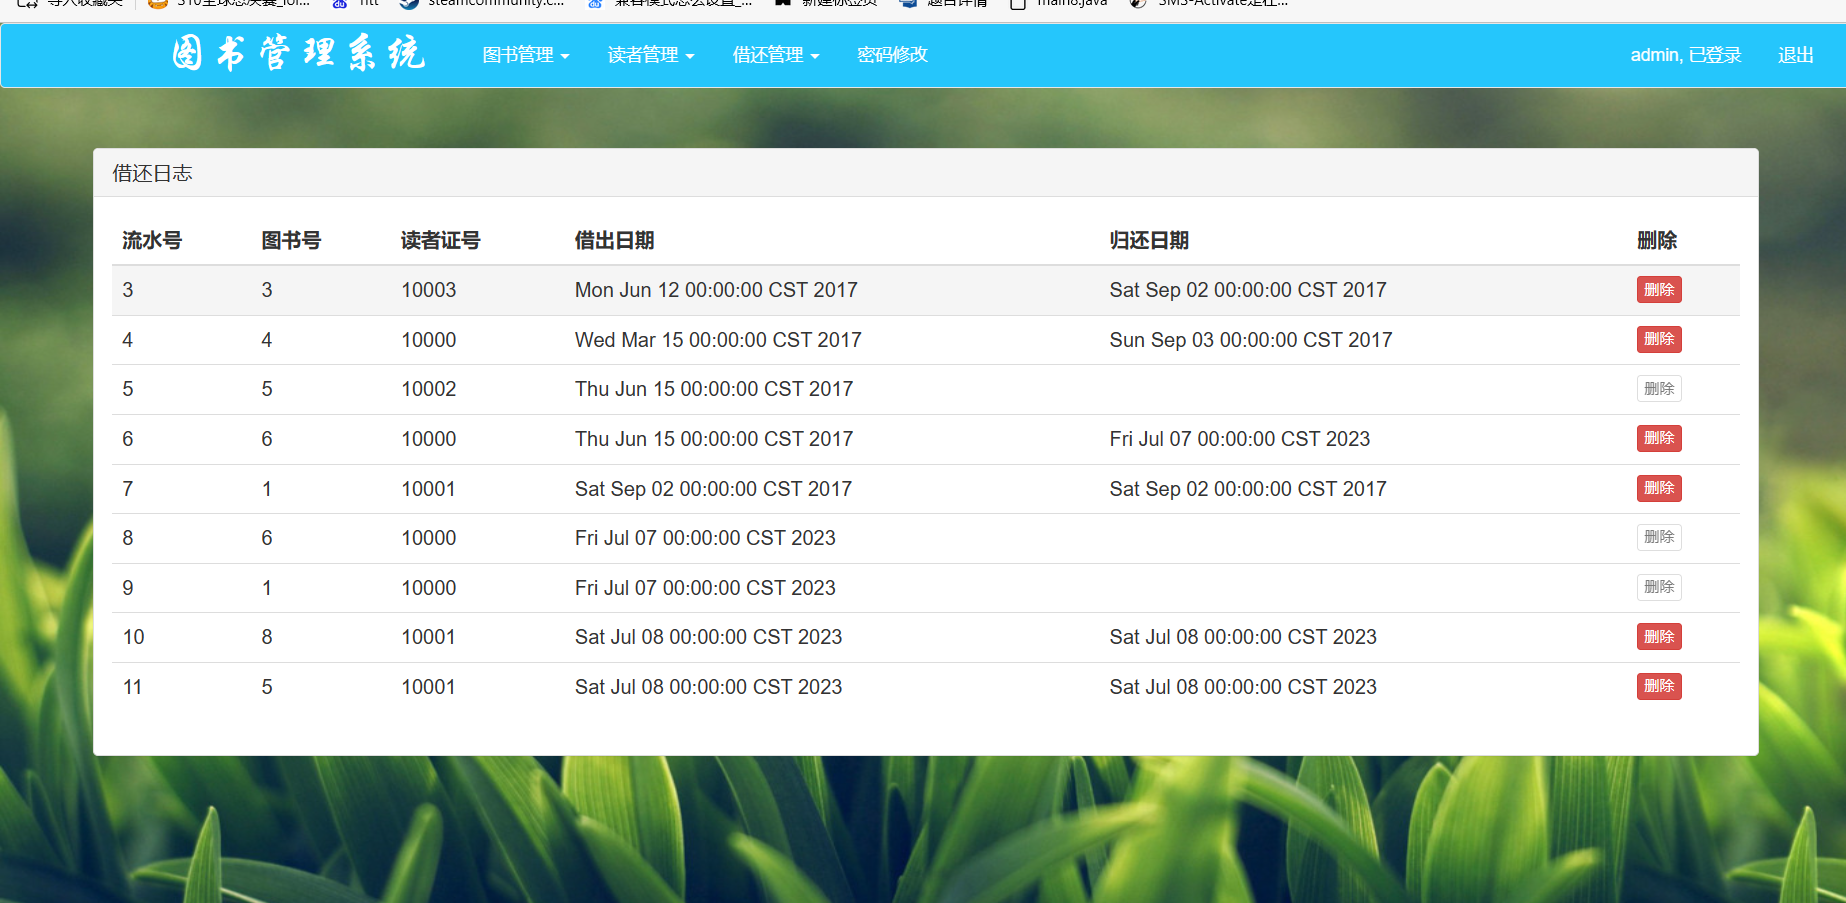 导入收藏夹 S10全球总决赛_lol... ntt steamcommunity.c... 兼容模式怎么设置_... 新建标签页 题目详情 main8.java SMS-Activate是在...
图书管理系统 图书管理 读者管理 借还管理 密码修改 admin, 已登录 退出
借还日志
流水号 图书号 读者证号 借出日期 归还日期 删除
3 3 10003 Mon Jun 12 00:00:00 CST 2017 Sat Sep 02 00:00:00 CST 2017 删除
4 4 10000 Wed Mar 15 00:00:00 CST 2017 Sun Sep 03 00:00:00 CST 2017 删除
5 5 10002 Thu Jun 15 00:00:00 CST 2017 删除
6 6 10000 Thu Jun 15 00:00:00 CST 2017 Fri Jul 07 00:00:00 CST 2023 删除
7 1 10001 Sat Sep 02 00:00:00 CST 2017 Sat Sep 02 00:00:00 CST 2017 删除
8 6 10000 Fri Jul 07 00:00:00 CST 2023 删除
9 1 10000 Fri Jul 07 00:00:00 CST 2023 删除
10 8 10001 Sat Jul 08 00:00:00 CST 2023 Sat Jul 08 00:00:00 CST 2023 删除
11 5 10001 Sat Jul 08 00:00:00 CST 2023 Sat Jul 08 00:00:00 CST 2023 删除